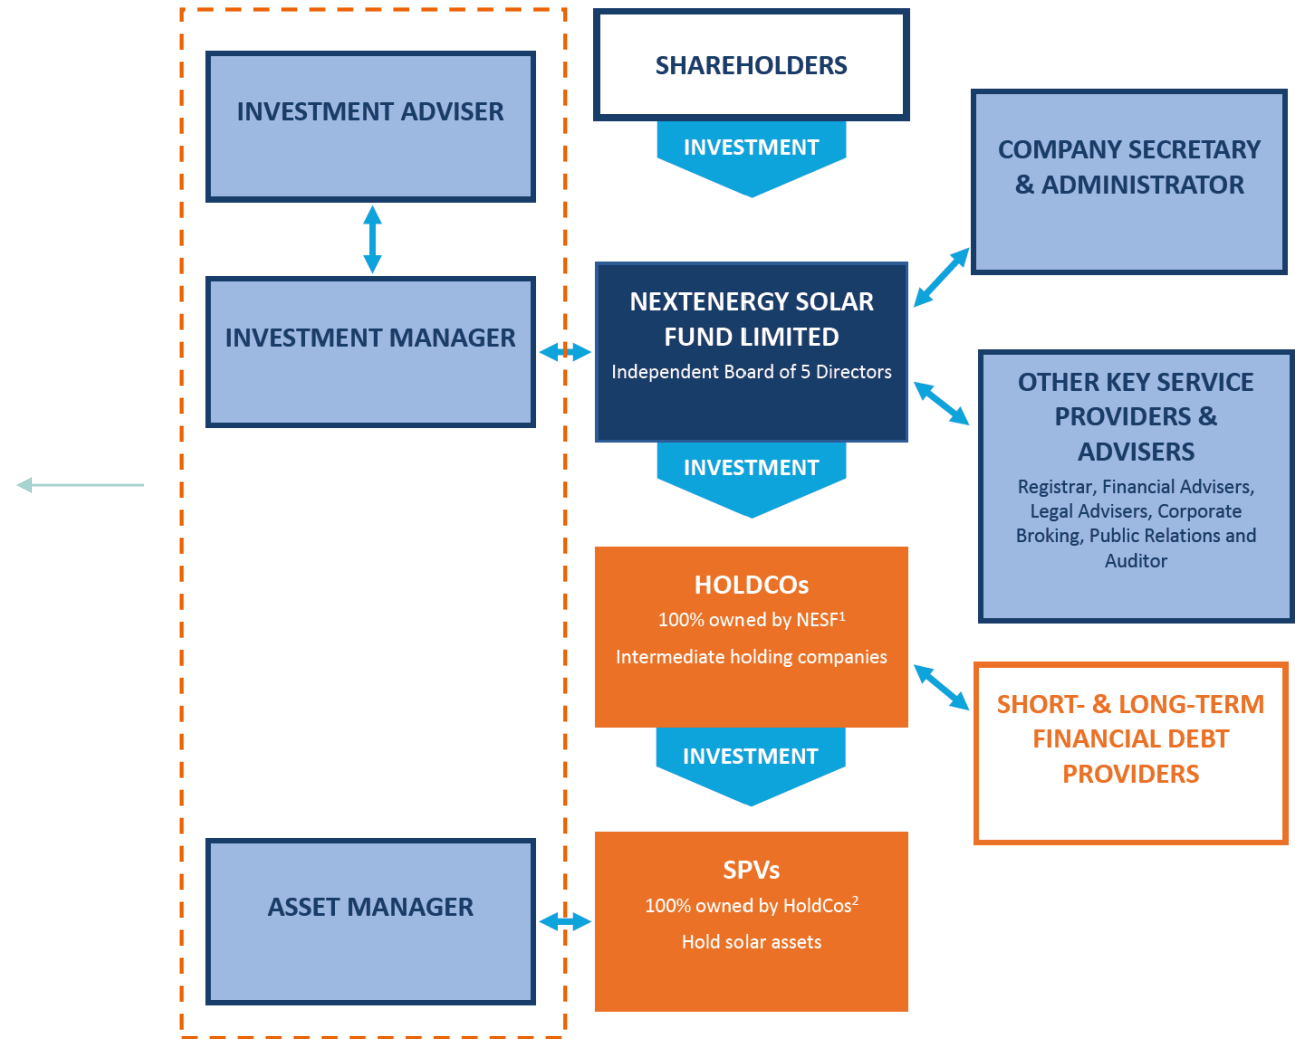 INVESTMENT ADVISER
INVESTMENT MANAGER
ASSET MANAGER
SHAREHOLDERS
INVESTMENT
NEXTENERGY SOLAR
FUND LIMITED
Independent Board of 5 Directors
INVESTMENT
HOLDCOs
100% owned by NESF¹
Intermediate holding companies
INVESTMENT
SPVs
100% owned by HoldCos²
Hold solar assets
COMPANY SECRETARY
& ADMINISTRATOR
OTHER KEY SERVICE
PROVIDERS &
ADVISERS
Registrar, Financial Advisers,
Legal Advisers, Corporate
Broking, Public Relations and
Auditor
SHORT- & LONG-TERM
FINANCIAL DEBT
PROVIDERS